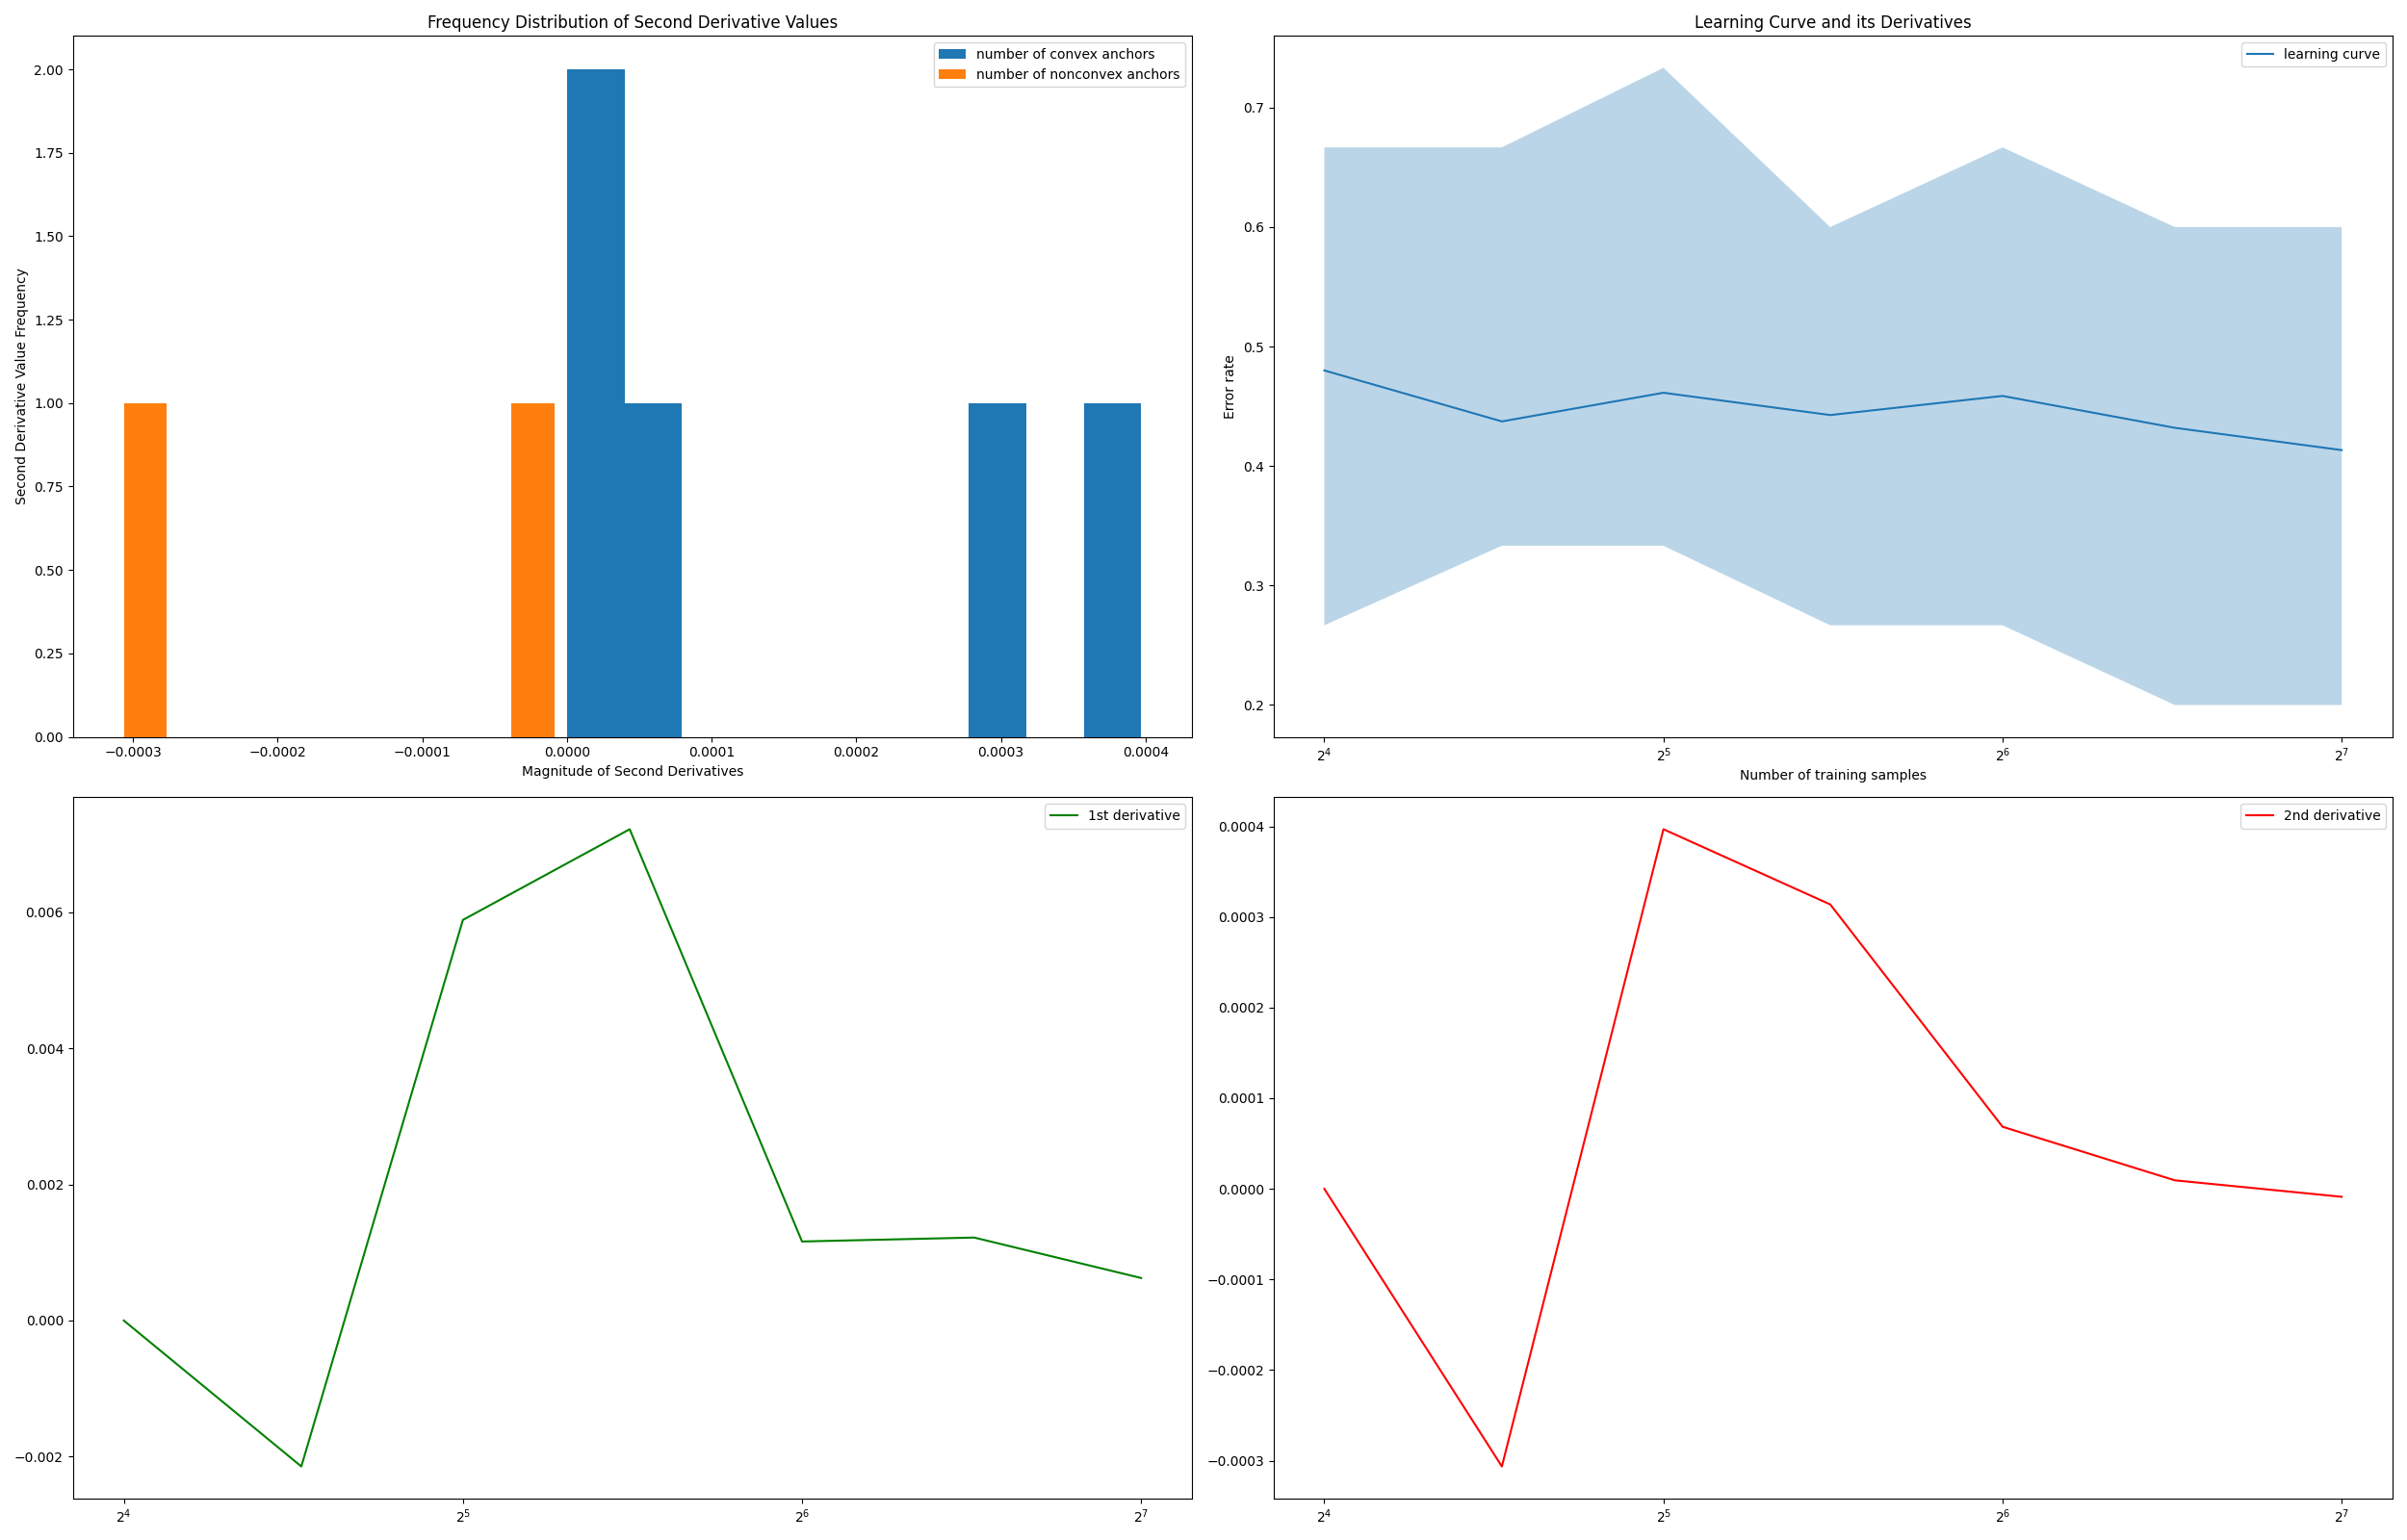 Frequency Distribution of Second Derivative Values
number of convex anchors
number of nonconvex anchors
Second Derivative Value Frequency
2.00
1.75
1.50
1.25
1.00
0.75
0.50
0.25
0.00
−0.0003 −0.0002 −0.0001 0.0000 0.0001 0.0002 0.0003 0.0004
Magnitude of Second Derivatives
Learning Curve and its Derivatives
learning curve
Error rate
0.7
0.6
0.5
0.4
0.3
0.2
2⁴ 2⁵ 2⁶ 2⁷
Number of training samples
1st derivative
0.006
0.004
0.002
0.000
−0.002
2⁴ 2⁵ 2⁶ 2⁷
2nd derivative
0.0004
0.0003
0.0002
0.0001
0.0000
−0.0001
−0.0002
−0.0003
2⁴ 2⁵ 2⁶ 2⁷